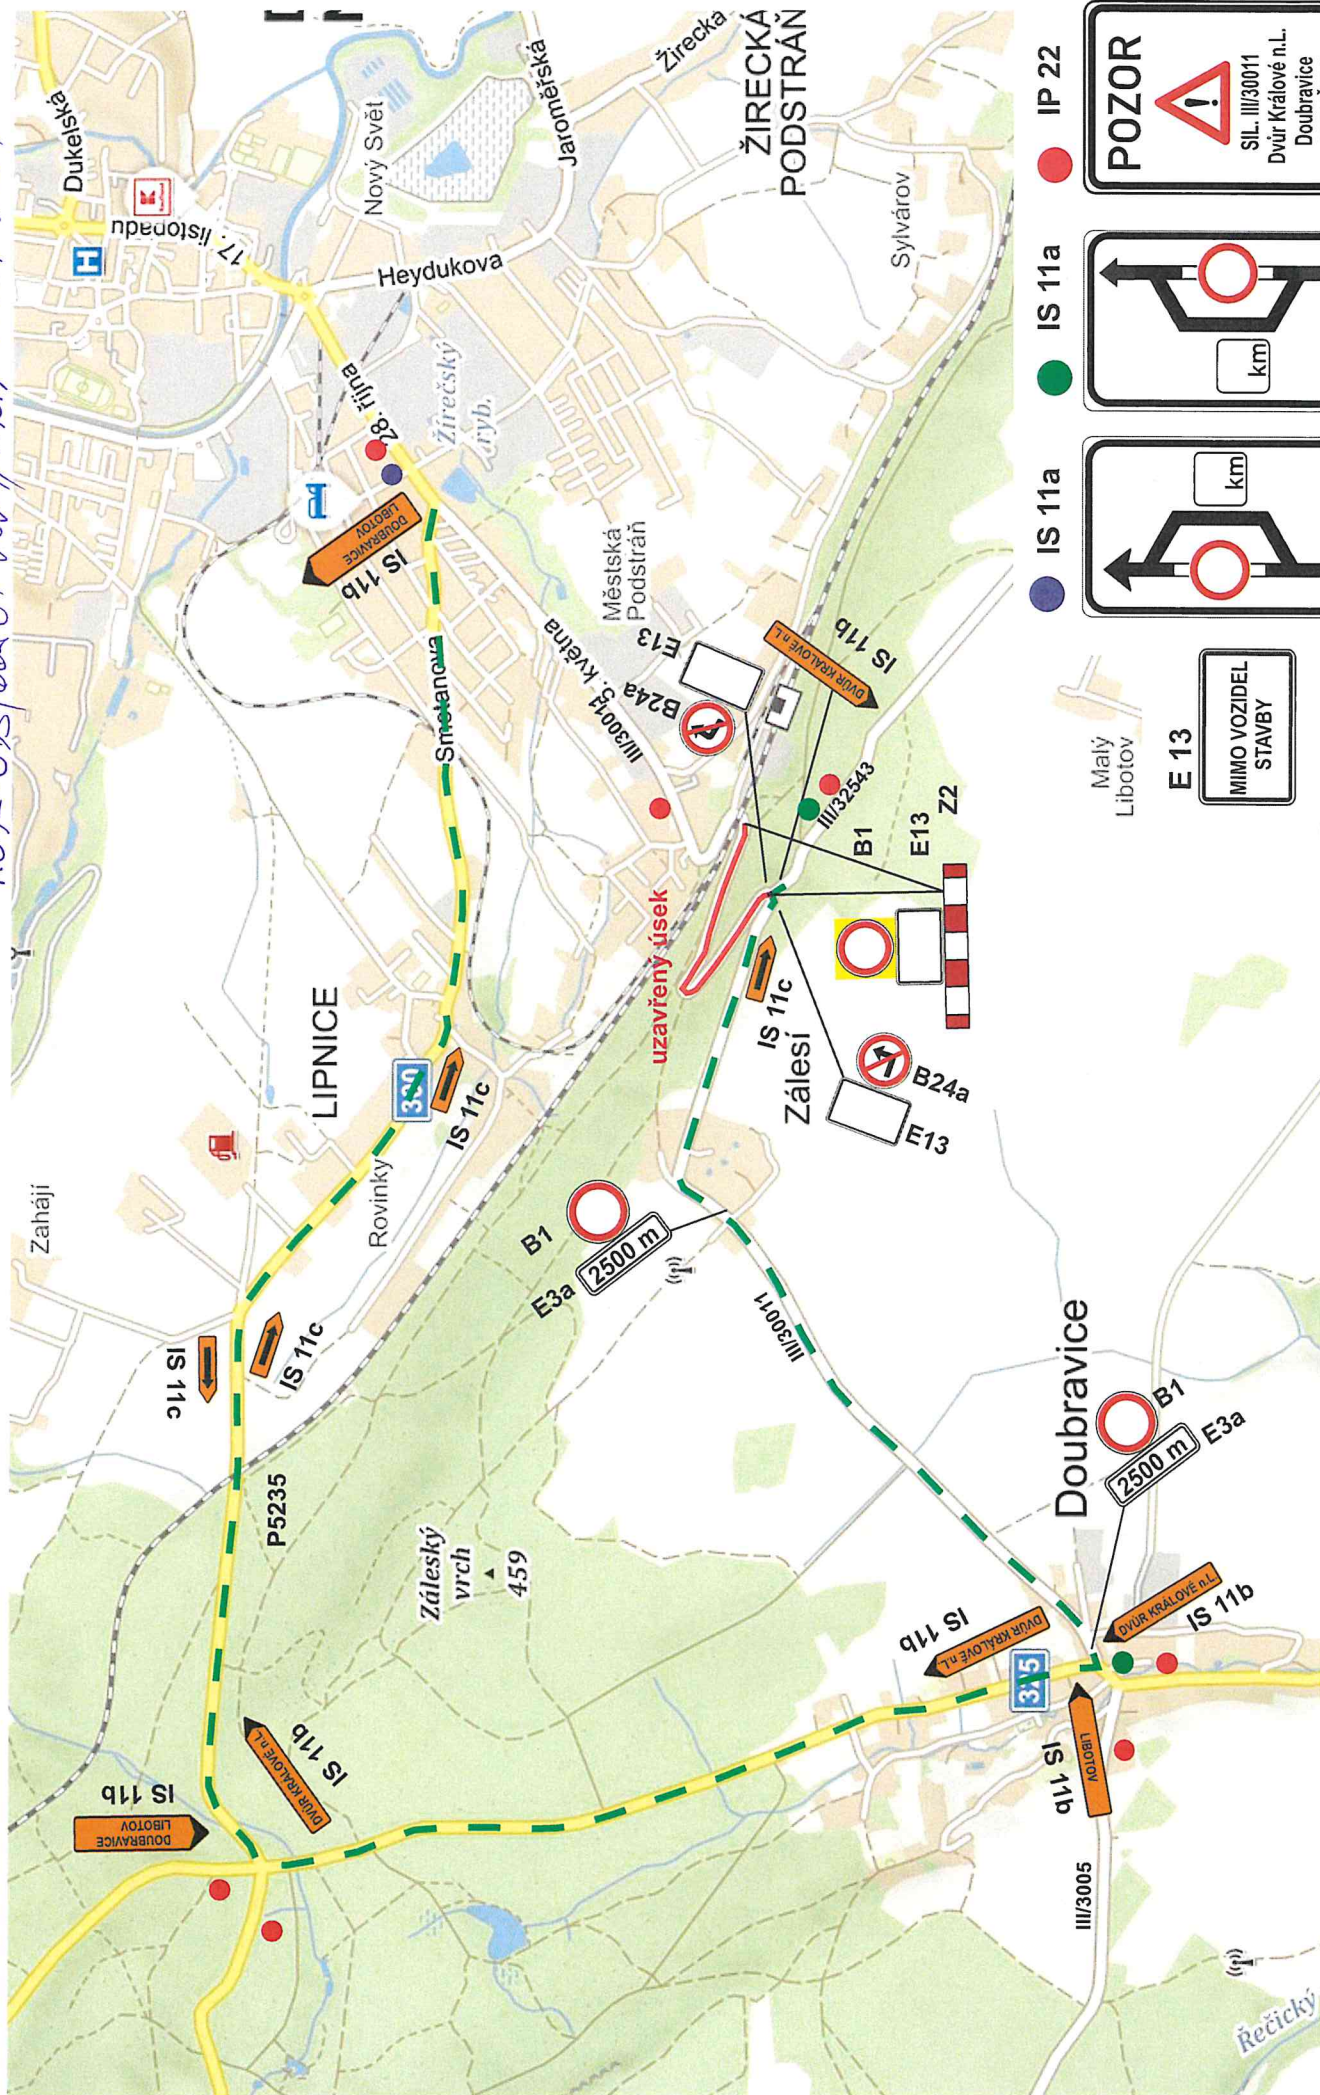 Dukelská
17. listopadu
H
K
Nový Svět
Jaroměřská
Žirecká
ŽIRECKÁ
PODSTRÁŇ
Heydukova
Sylvárov
28. října
Žirečský
ryb.
DOUBRAVICE
LIBOTOV
IS 11b
Smetanova
Městská
Podstráň
III/30013
5. května
E13
B24a
DVŮR KRÁLOVÉ n.L.
IS 11b
III/32543
B1
E13
Z2
uzavřený úsek
IS 11c
Zálesí
B24a
E13
LIPNICE
300
IS 11c
Rovinky
Zahájí
IS 11c
IS 11c
P5235
B1
E3a
2500 m
III/30011
Záleský
vrch
459
Doubravice
B1
2500 m
E3a
DVŮR KRÁLOVÉ n.L.
IS 11b
DVŮR KRÁLOVÉ n.L.
IS 11b
325
LIBOTOV
IS 11b
III/3005
DOUBRAVICE
LIBOTOV
IS 11b
DVŮR KRÁLOVÉ n.L.
IS 11b
Řečický
Malý
Libotov
E 13
MIMO VOZIDEL
STAVBY
IS 11a
km
IS 11a
km
IP 22
POZOR
SIL. III/30011
Dvůr Králové n.L.
Doubravice